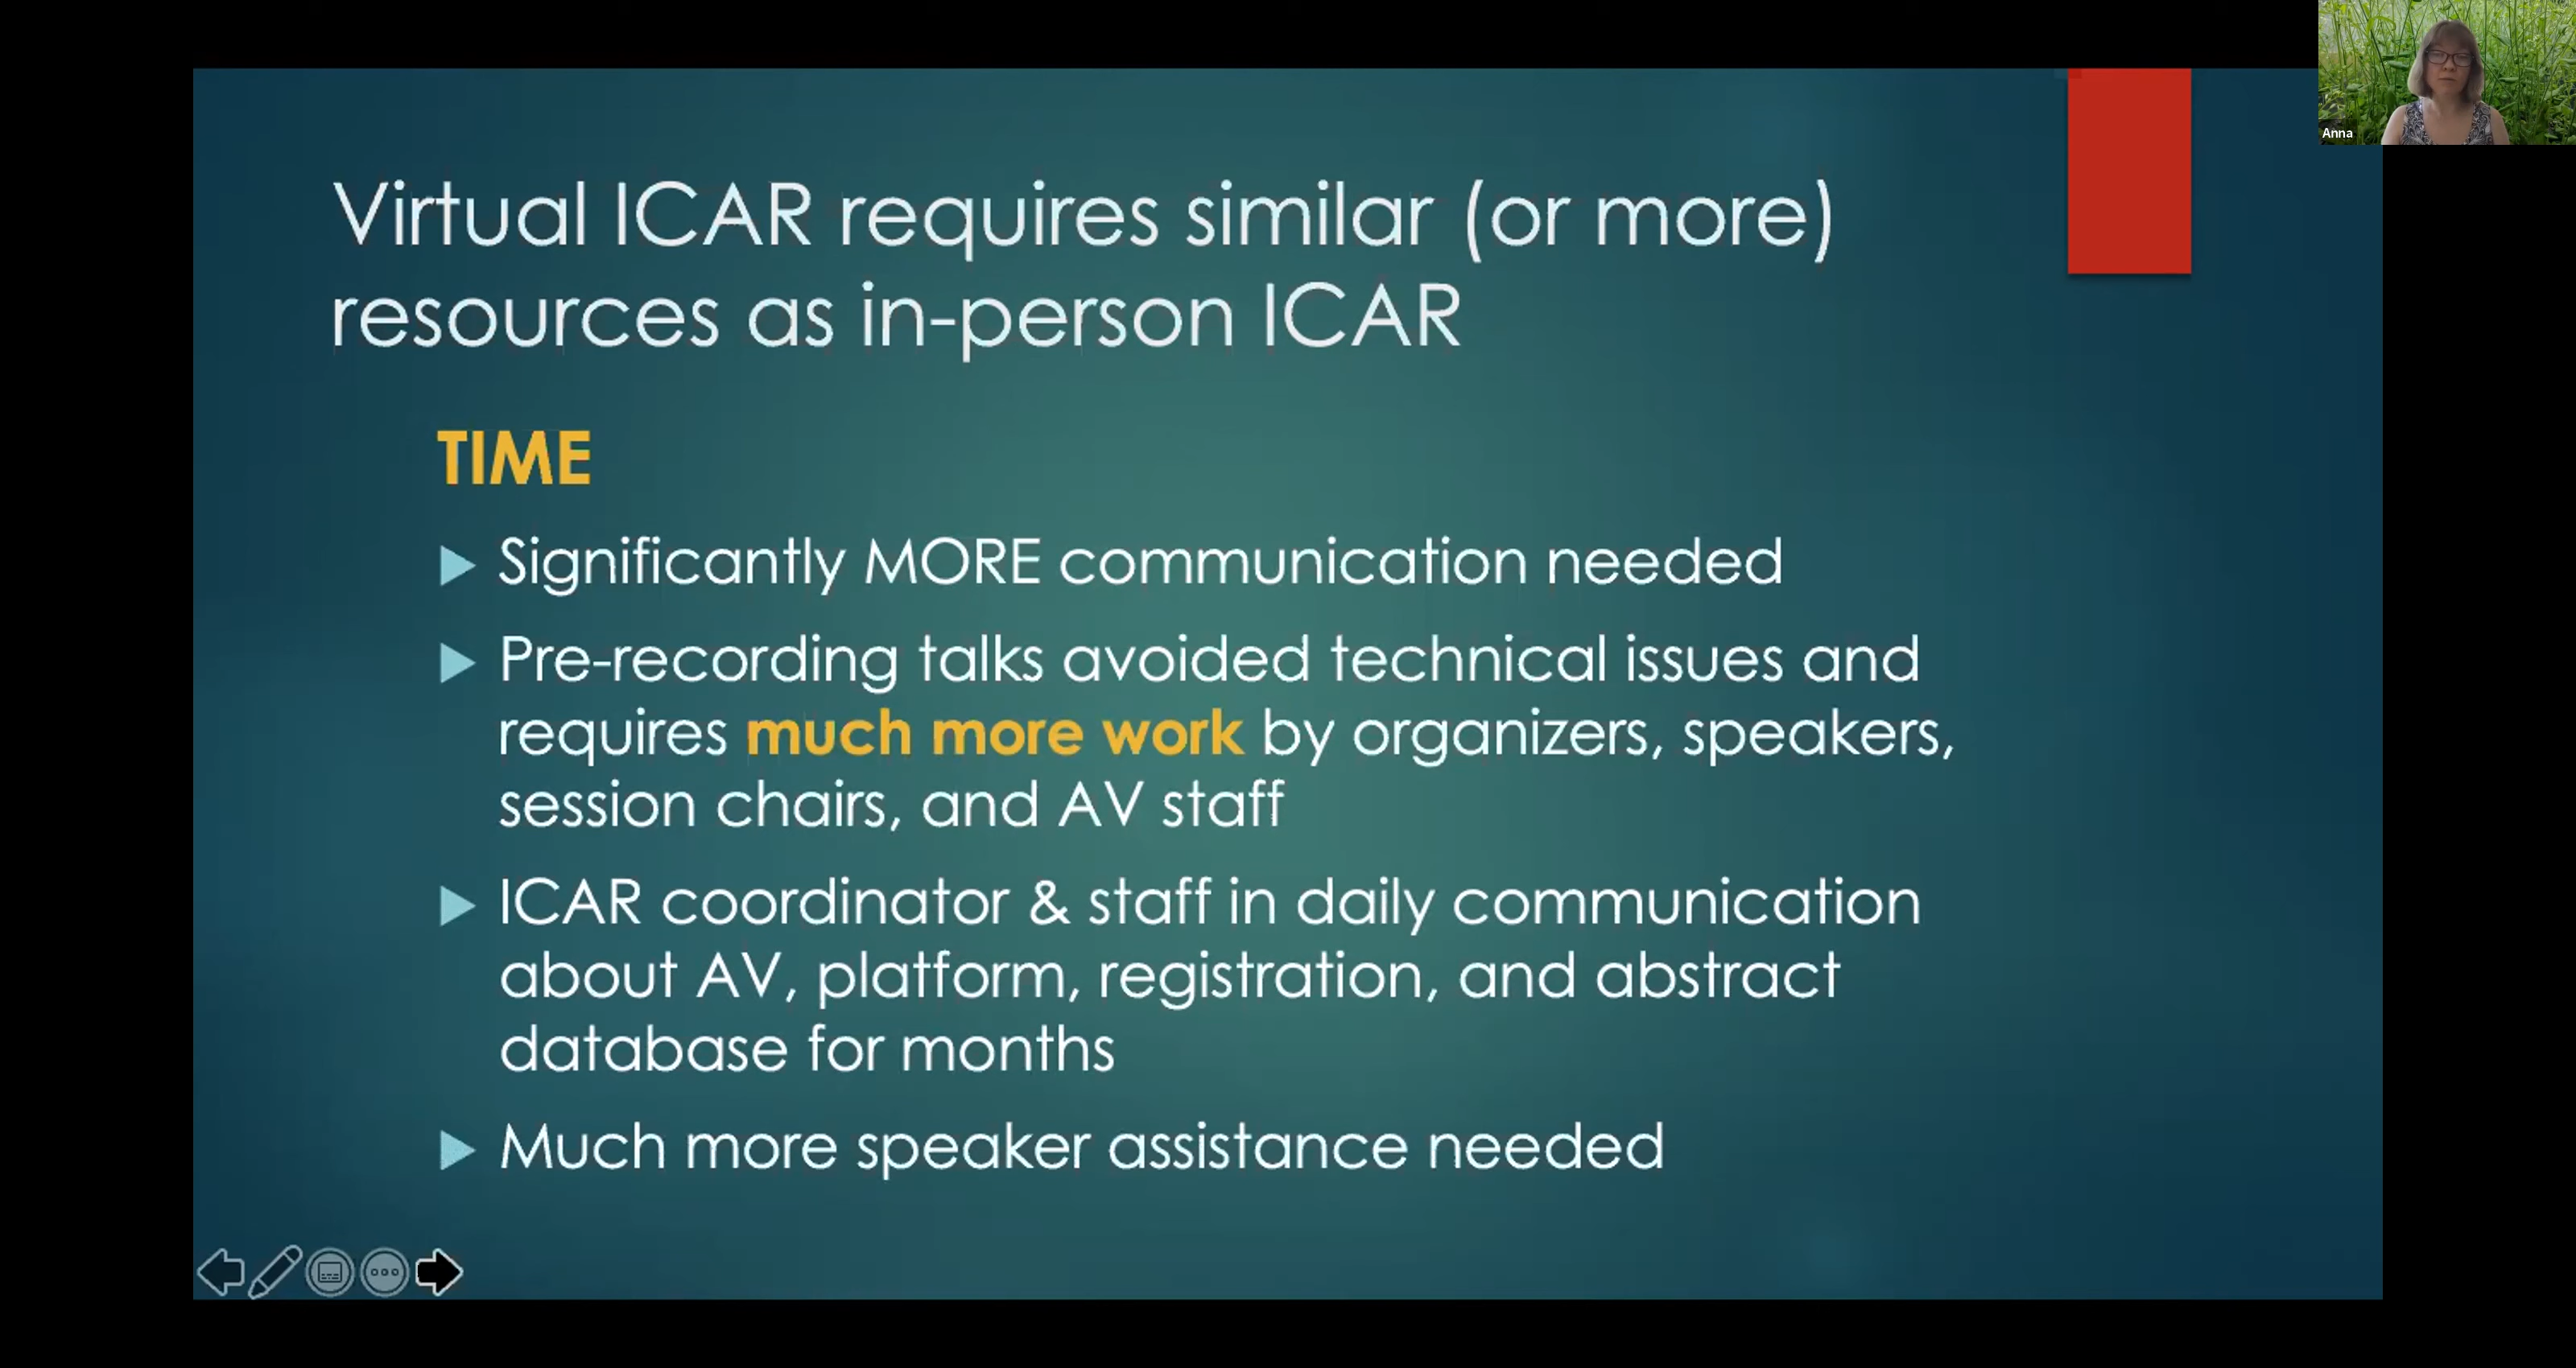 Anna
Virtual ICAR requires similar (or more)
resources as in-person ICAR
TIME
Significantly MORE communication needed
Pre-recording talks avoided technical issues and
requires much more work by organizers, speakers,
session chairs, and AV staff
ICAR coordinator & staff in daily communication
about AV, platform, registration, and abstract
database for months
Much more speaker assistance needed